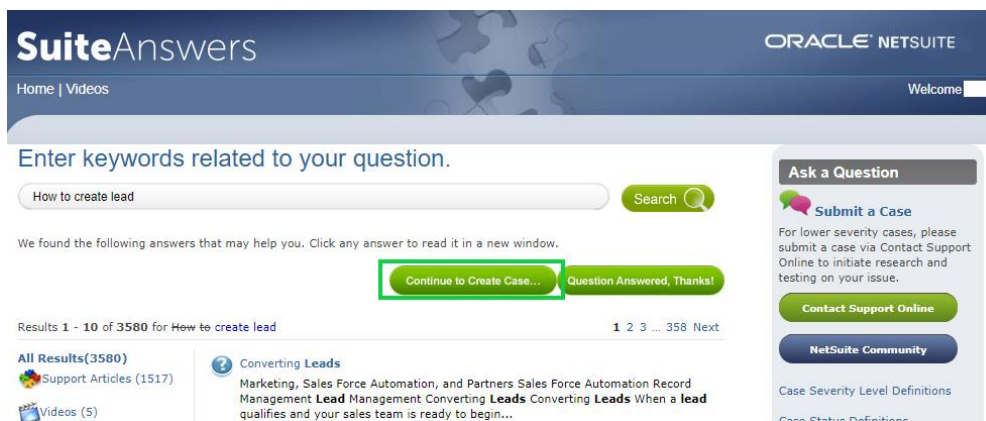 SuiteAnswers
ORACLE NETSUITE
Home | Videos
Welcome
Enter keywords related to your question.
How to create lead
Search
We found the following answers that may help you. Click any answer to read it in a new window.
Continue to Create Case...
Question Answered, Thanks!
Results 1 - 10 of 3580 for How to create lead
1 2 3 ... 358 Next
All Results(3580)
Support Articles (1517)
Videos (5)
Converting Leads
Marketing, Sales Force Automation, and Partners Sales Force Automation Record
Management Lead Management Converting Leads Converting Leads When a lead
qualifies and your sales team is ready to begin...
Ask a Question
Submit a Case
For lower severity cases, please
submit a case via Contact Support
Online to initiate research and
testing on your issue.
Contact Support Online
NetSuite Community
Case Severity Level Definitions
Case Status Definitions